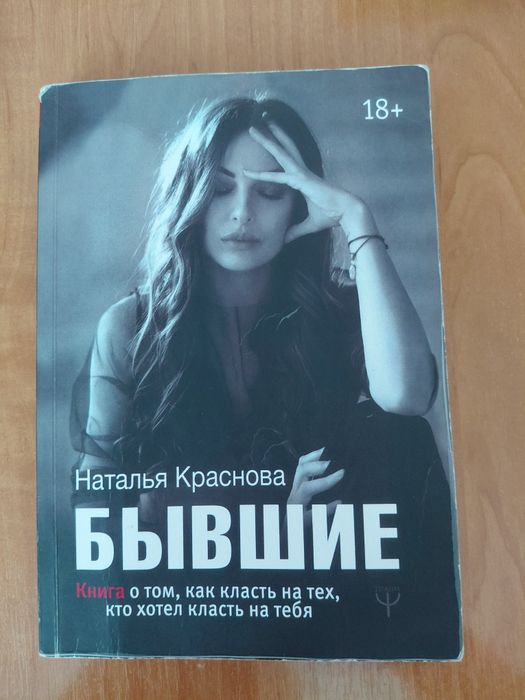 18+
Наталья Краснова
БЫВШИЕ
Книга о том, как класть на тех,
кто хотел класть на тебя